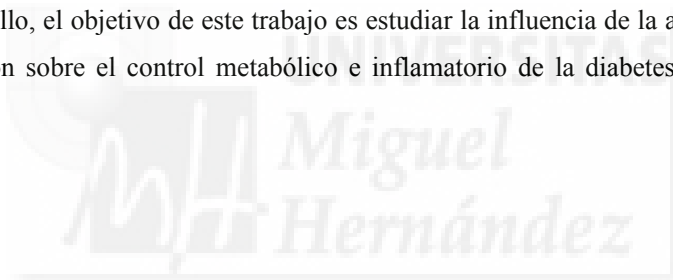 llo, el objetivo de este trabajo es estudiar la influencia de la a
n sobre el control metabólico e inflamatorio de la diabetes
UNIVERSITAS
Miguel
Hernández